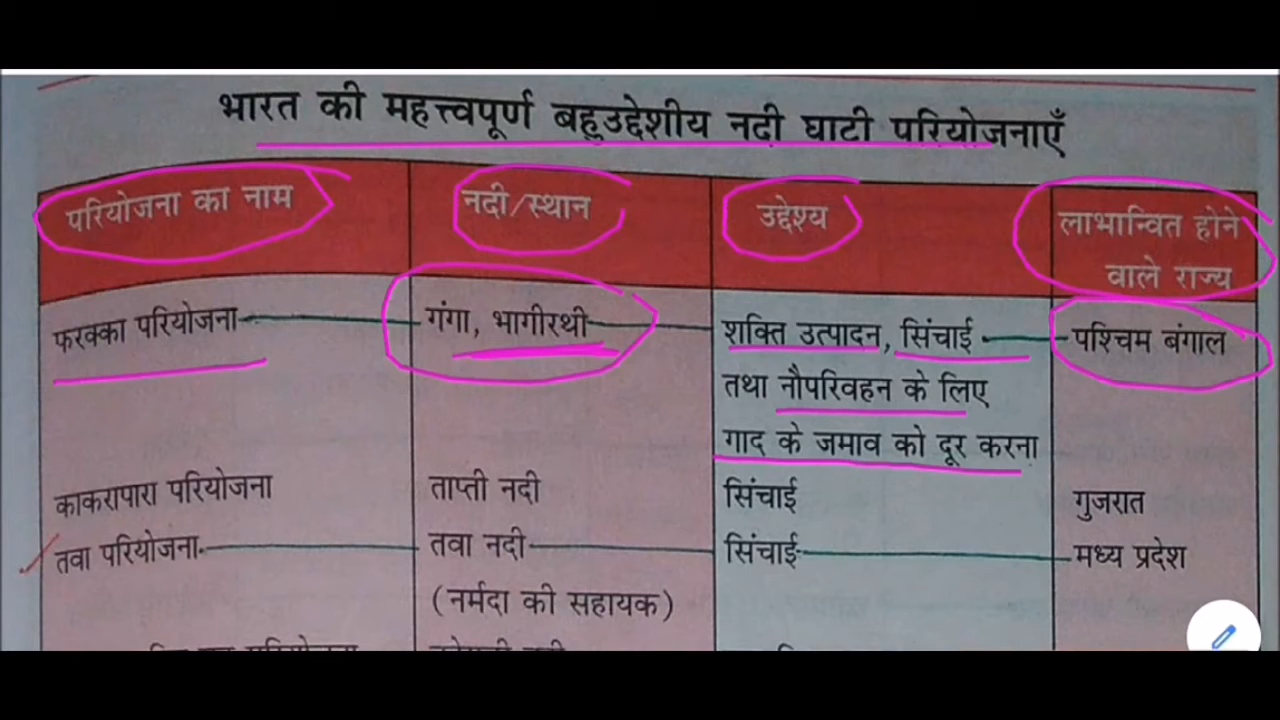 भारत की महत्त्वपूर्ण बहुउद्देशीय नदी घाटी परियोजनाएँ
परियोजना का नाम
नदी/स्थान
उद्देश्य
लाभान्वित होने
वाले राज्य
फरक्का परियोजना
गंगा, भागीरथी
शक्ति उत्पादन, सिंचाई
तथा नौपरिवहन के लिए
गाद के जमाव को दूर करना
पश्चिम बंगाल
काकरापारा परियोजना
ताप्ती नदी
सिंचाई
गुजरात
तवा परियोजना
तवा नदी
(नर्मदा की सहायक)
सिंचाई
मध्य प्रदेश